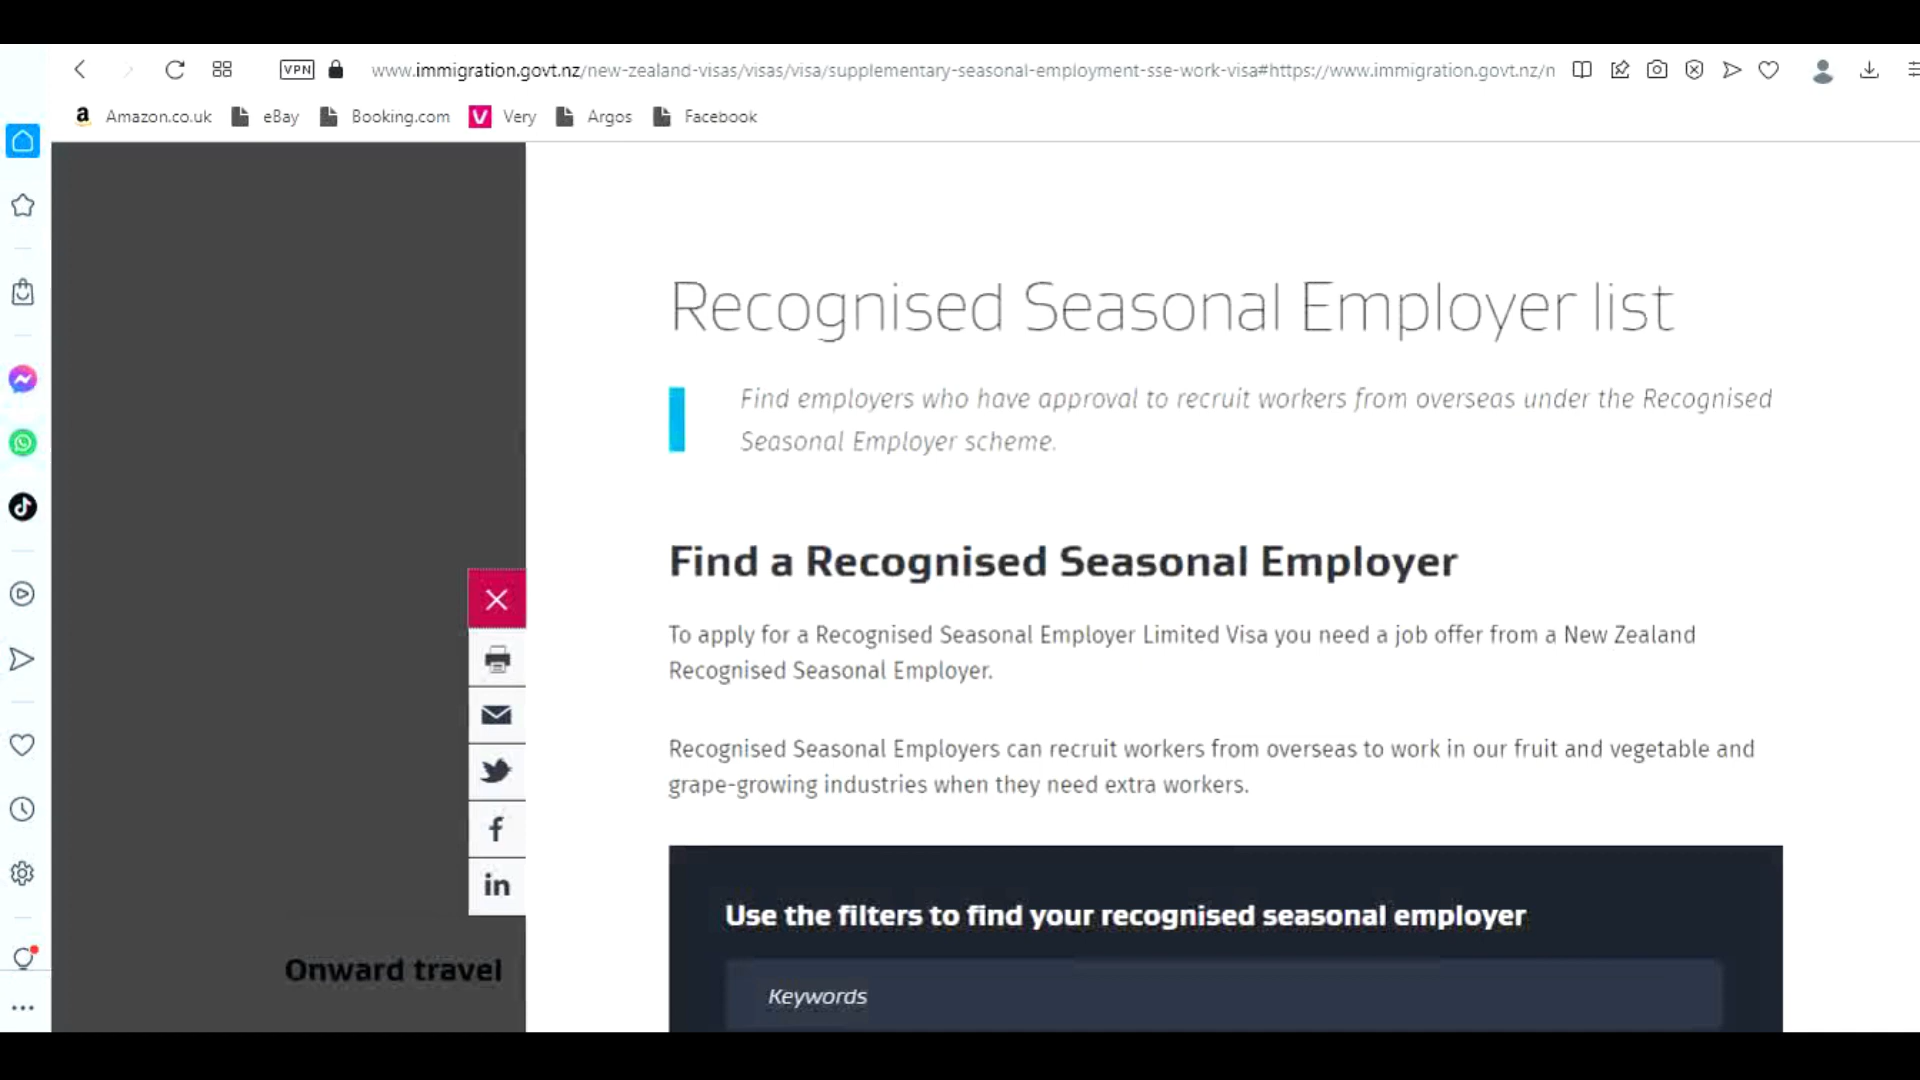 VPN
www.immigration.govt.nz/new-zealand-visas/visas/visa/supplementary-seasonal-employment-sse-work-visa#https://www.immigration.govt.nz/n
a Amazon.co.uk eBay Booking.com V Very Argos Facebook
Recognised Seasonal Employer list
Find employers who have approval to recruit workers from overseas under the Recognised
Seasonal Employer scheme.
Find a Recognised Seasonal Employer
To apply for a Recognised Seasonal Employer Limited Visa you need a job offer from a New Zealand
Recognised Seasonal Employer.
Recognised Seasonal Employers can recruit workers from overseas to work in our fruit and vegetable and
grape-growing industries when they need extra workers.
f
in
Use the filters to find your recognised seasonal employer
Onward travel
Keywords